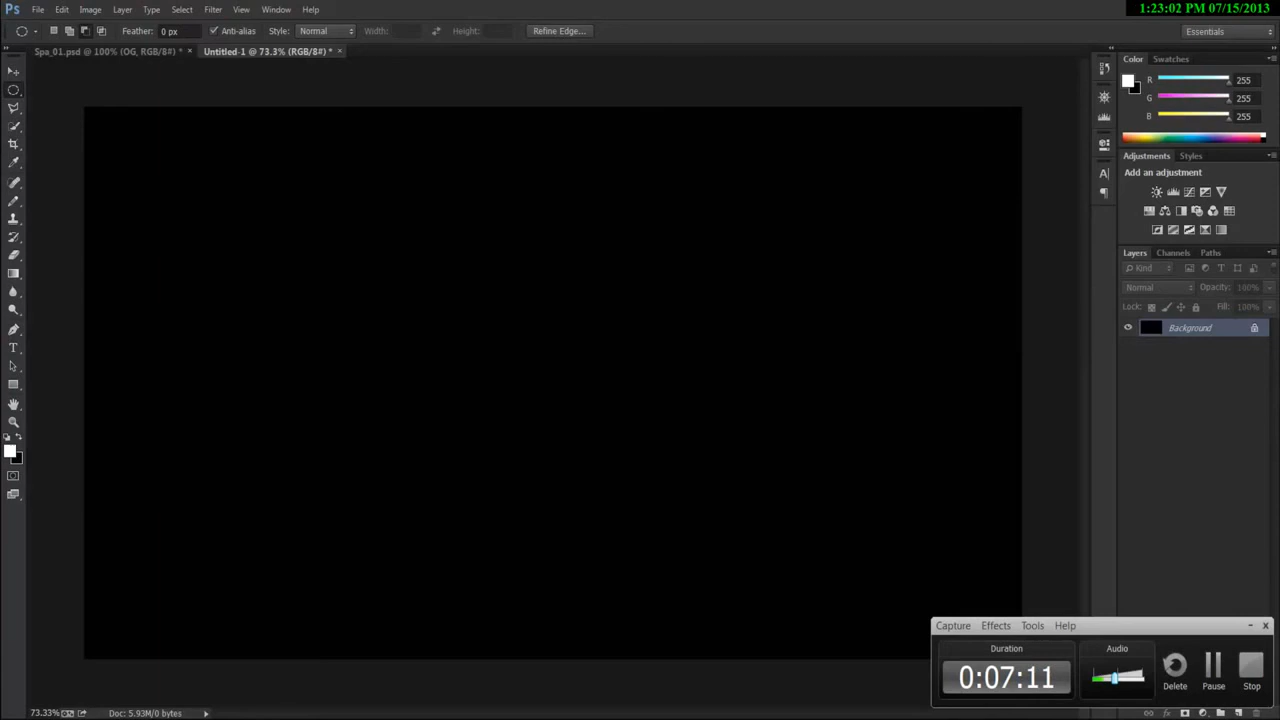 Ps File Edit Image Layer Type Select Filter View Window Help
1:23:02 PM 07/15/2013
Feather: 0 px Anti-alias Style: Normal Width: Height: Refine Edge... Essentials
Spa_01.psd @ 100% (OG, RGB/8#) * × Untitled-1 @ 73.3% (RGB/8#) * ×
Color Swatches
R 255
G 255
B 255
Adjustments Styles
Add an adjustment
Layers Channels Paths
Kind
Normal Opacity: 100%
Lock: Fill: 100%
Background
Capture Effects Tools Help
Duration
0:07:11
Audio
Delete Pause Stop
73.33% Doc: 5.93M/0 bytes